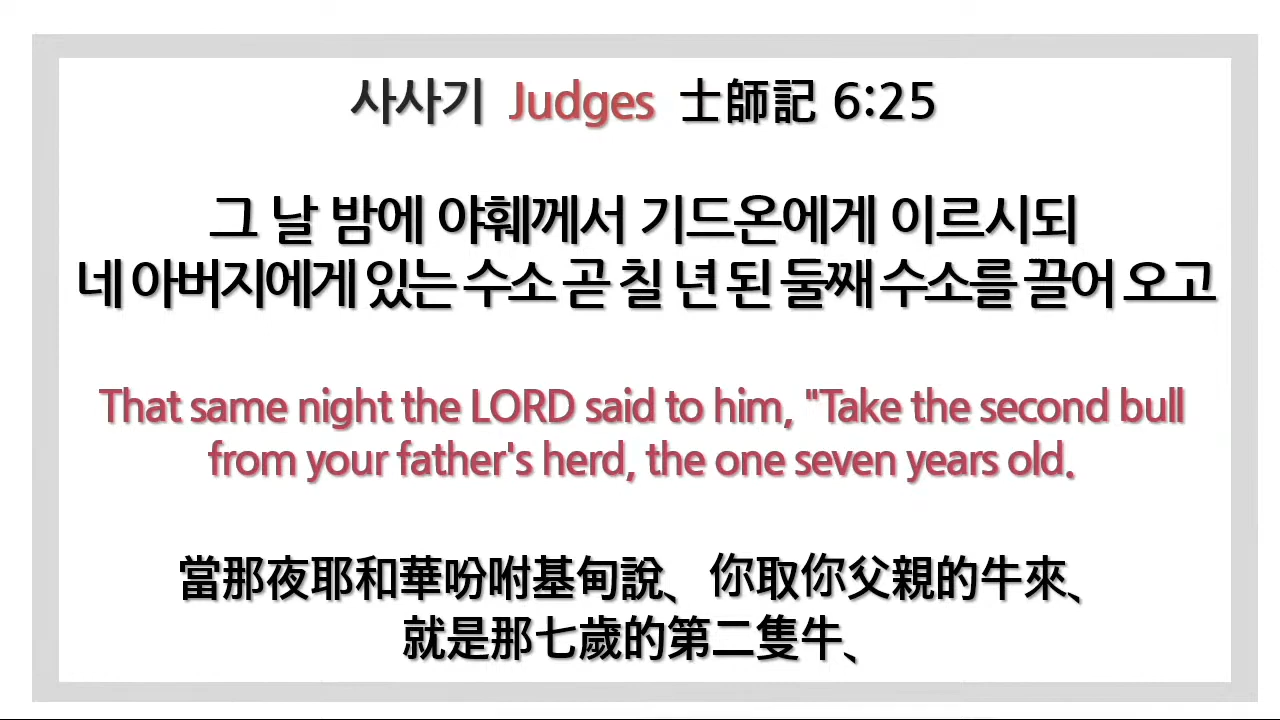 사사기 Judges 士師記 6:25
그 날 밤에 야훼께서 기드온에게 이르시되
네 아버지에게 있는 수소 곧 칠 년 된 둘째 수소를 끌어 오고
That same night the LORD said to him, "Take the second bull
from your father's herd, the one seven years old.
當那夜耶和華吩咐基甸說、你取你父親的牛來、
就是那七歲的第二隻牛、